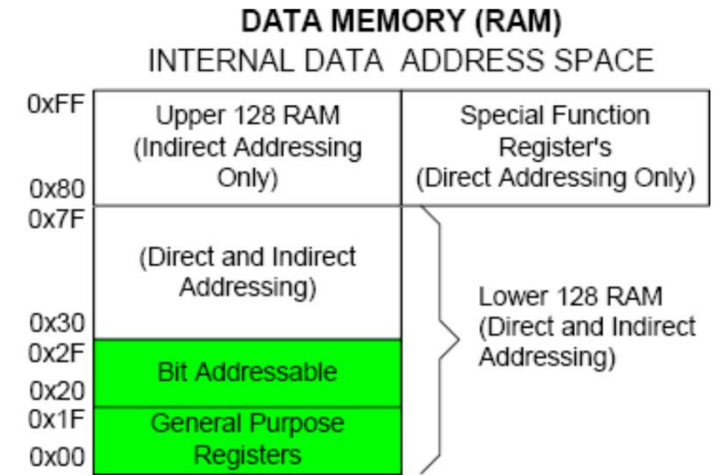 DATA MEMORY (RAM)
INTERNAL DATA ADDRESS SPACE
0xFF
Upper 128 RAM
(Indirect Addressing
Only)
0x80
Special Function
Register's
(Direct Addressing Only)
0x7F
(Direct and Indirect
Addressing)
0x30
Lower 128 RAM
(Direct and Indirect
Addressing)
0x2F
Bit Addressable
0x20
0x1F
General Purpose
Registers
0x00